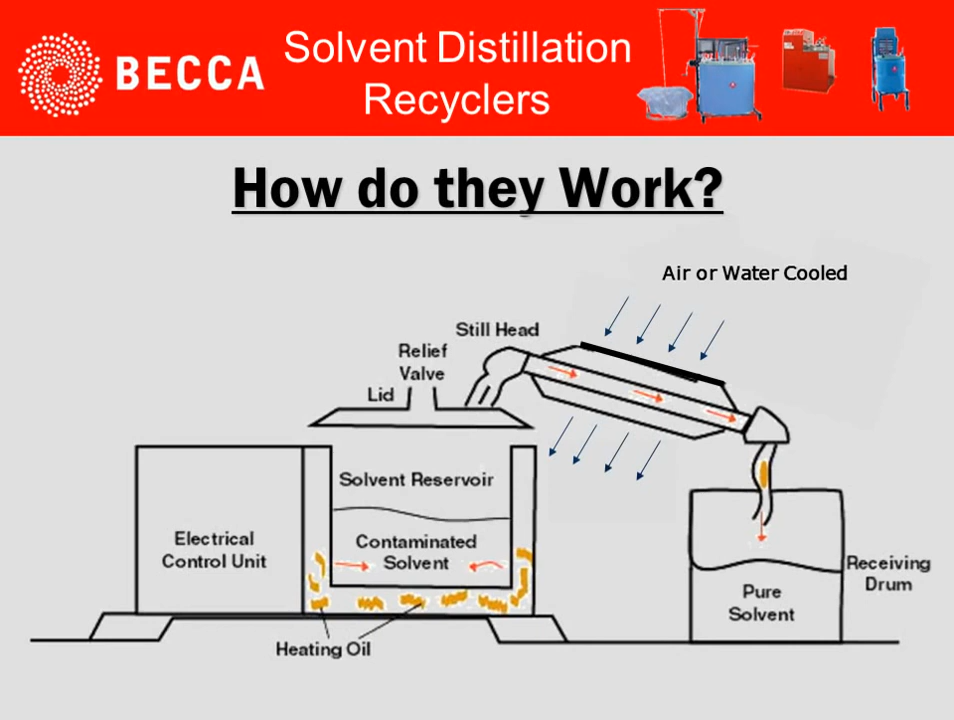 BECCA
Solvent Distillation
Recyclers
How do they Work?
Air or Water Cooled
Still Head
Relief
Valve
Lid
Solvent Reservoir
Contaminated
Solvent
Electrical
Control Unit
Heating Oil
Receiving
Drum
Pure
Solvent